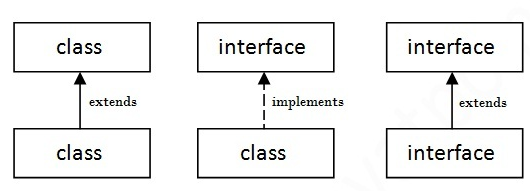 class interface interface
extends implements extends
class class interface